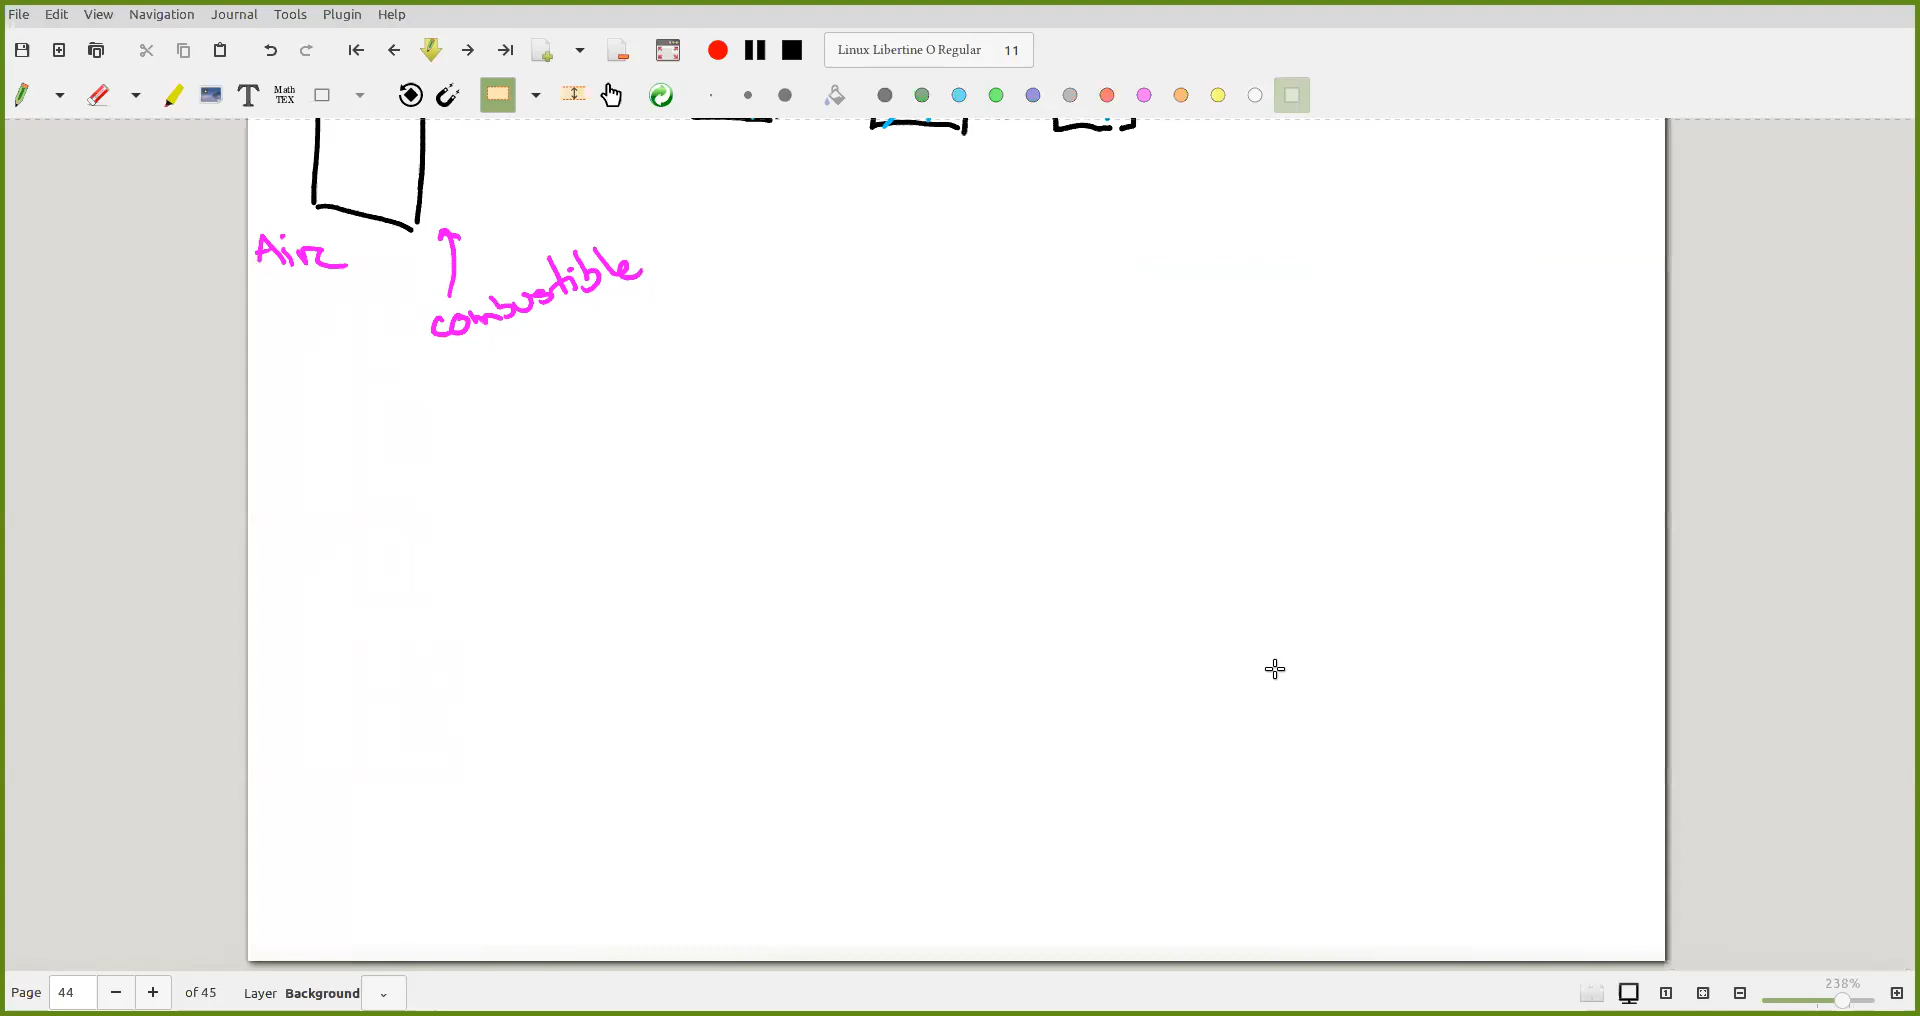 File Edit View Navigation Journal Tools Plugin Help
Linux Libertine O Regular 11
T Math TEX
Aire
combustible
Page 44 of 45 Layer Background 238%